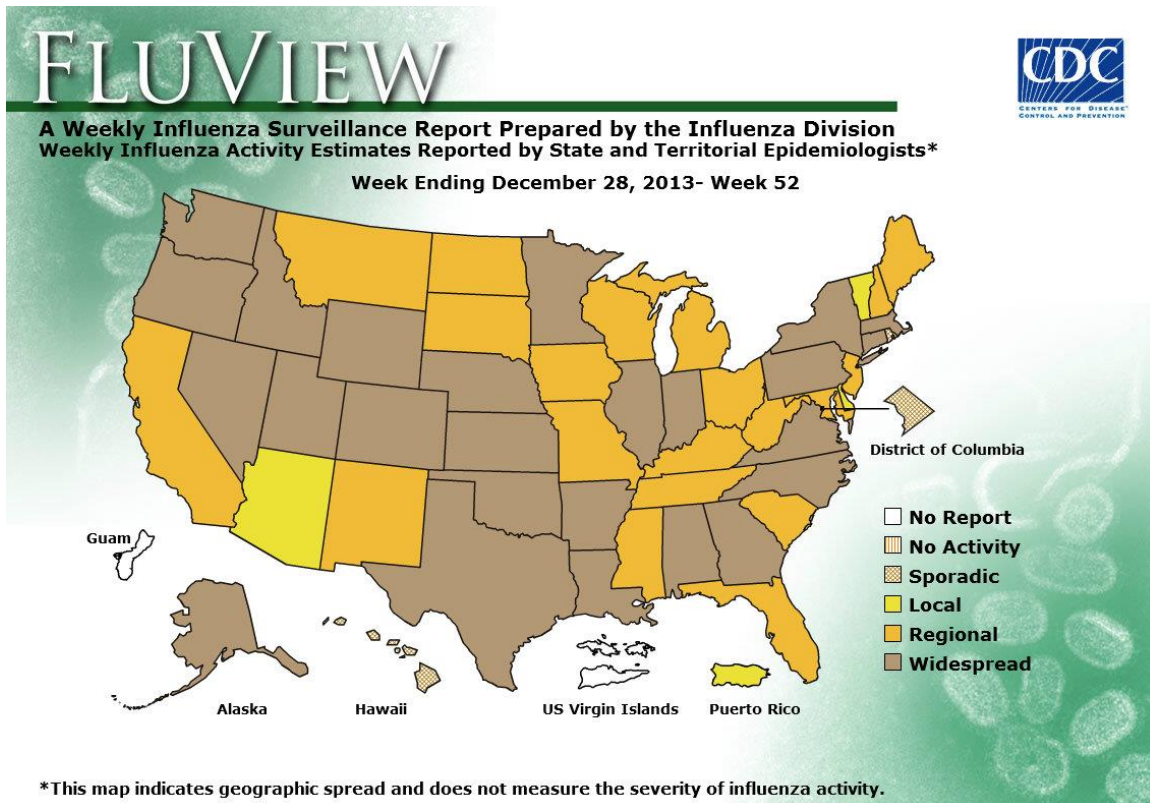 FLUVIEW
CDC
CENTERS FOR DISEASE
CONTROL AND PREVENTION
A Weekly Influenza Surveillance Report Prepared by the Influenza Division
Weekly Influenza Activity Estimates Reported by State and Territorial Epidemiologists*
Week Ending December 28, 2013- Week 52
District of Columbia
No Report
No Activity
Sporadic
Local
Regional
Widespread
Guam
Alaska
Hawaii
US Virgin Islands
Puerto Rico
*This map indicates geographic spread and does not measure the severity of influenza activity.